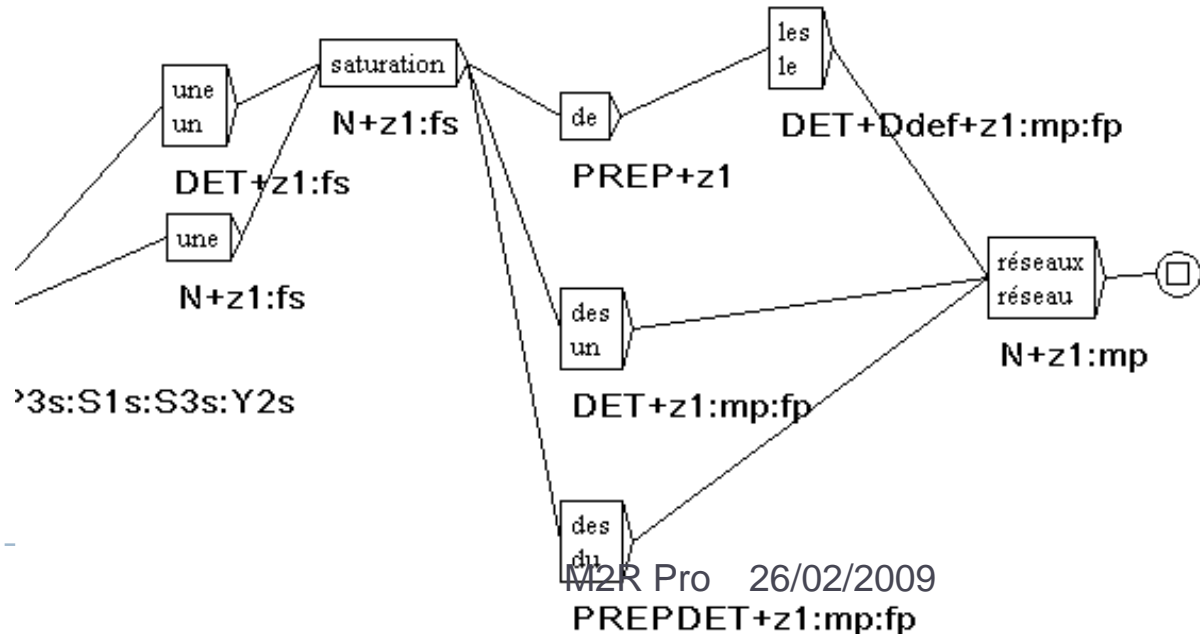 une
un
DET+z1:fs
une
N+z1:fs
P3s:S1s:S3s:Y2s
saturation
N+z1:fs
de
PREP+z1
les
le
DET+Ddef+z1:mp:fp
des
un
DET+z1:mp:fp
des
du
PREPDET+z1:mp:fp
réseaux
réseau
N+z1:mp
M2R Pro 26/02/2009